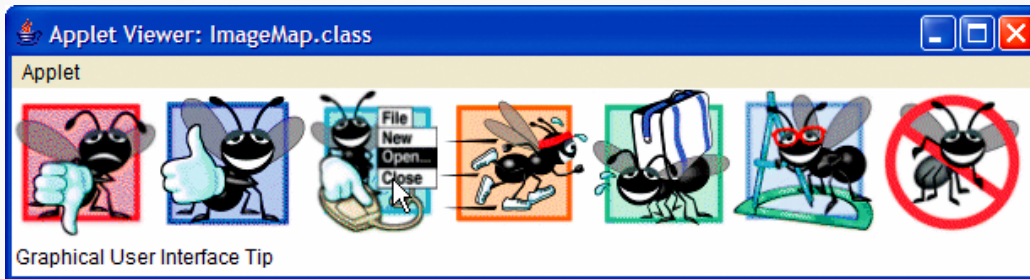 Applet Viewer: ImageMap.class
Applet
File
New
Open...
Close
Graphical User Interface Tip